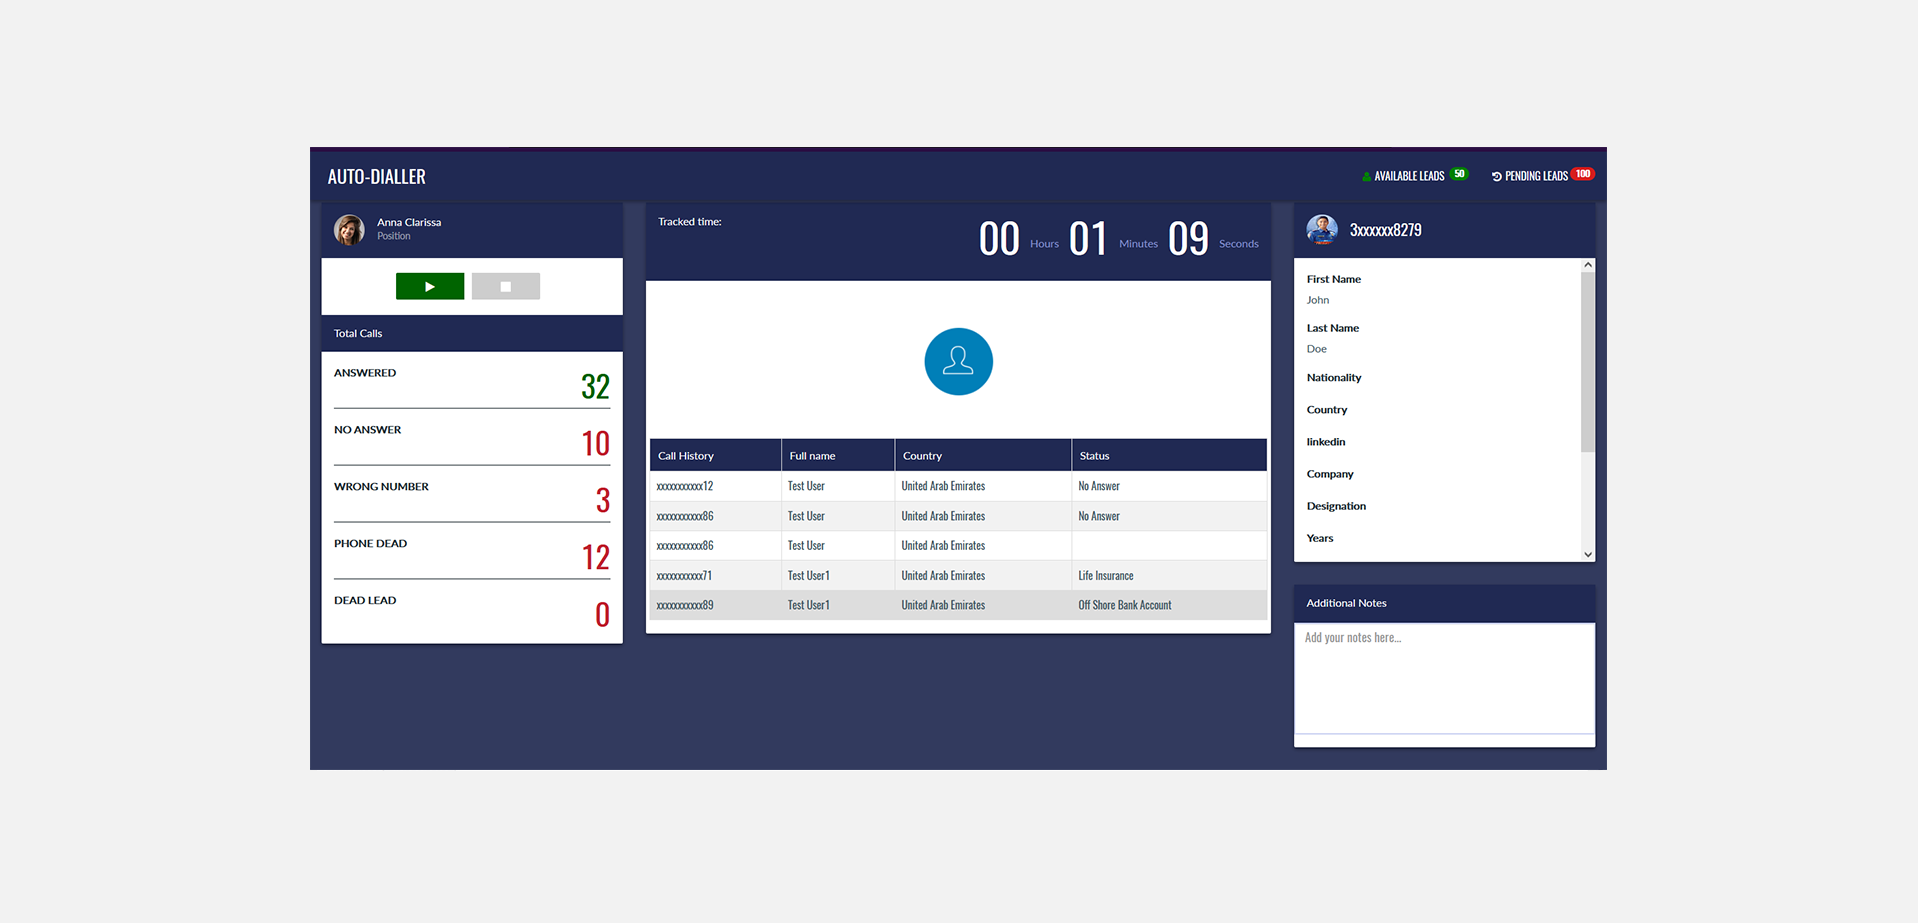 AUTO-DIALLER
AVAILABLE LEADS 50
PENDING LEADS 100
Anna Clarissa
Position
Total Calls
ANSWERED
32
NO ANSWER
10
WRONG NUMBER
3
PHONE DEAD
12
DEAD LEAD
0
Tracked time:
00 Hours 01 Minutes 09 Seconds
Call History Full name Country Status
xxxxxxxxxxx12 Test User United Arab Emirates No Answer
xxxxxxxxxxx86 Test User United Arab Emirates No Answer
xxxxxxxxxxx86 Test User United Arab Emirates
xxxxxxxxxxx71 Test User1 United Arab Emirates Life Insurance
xxxxxxxxxxx89 Test User1 United Arab Emirates Off Shore Bank Account
3xxxxxx8279
First Name
John
Last Name
Doe
Nationality
Country
linkedin
Company
Designation
Years
Additional Notes
Add your notes here...